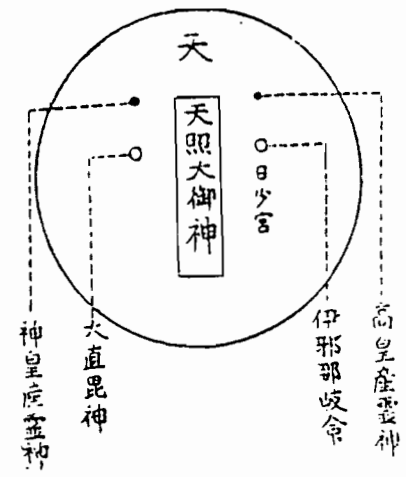 天
天照大御神
日少宮
高皇産霊神
伊邪那岐命
大直毘神
神皇産霊神